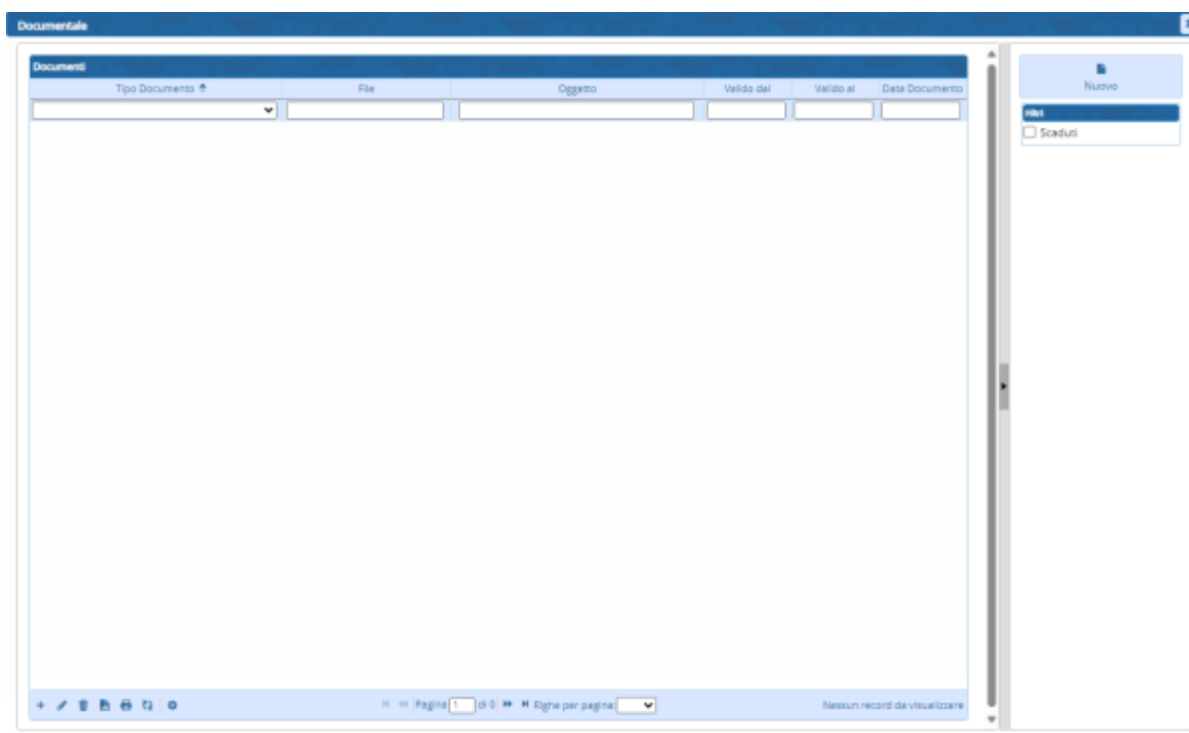 Documentale
Documenti
Tipo Documento File Oggetto Valido dal Valido al Data Documento
Nuovo
Filtri
Scaduti
Pagina 1 di 0 Righe per pagina: Nessun record da visualizzare